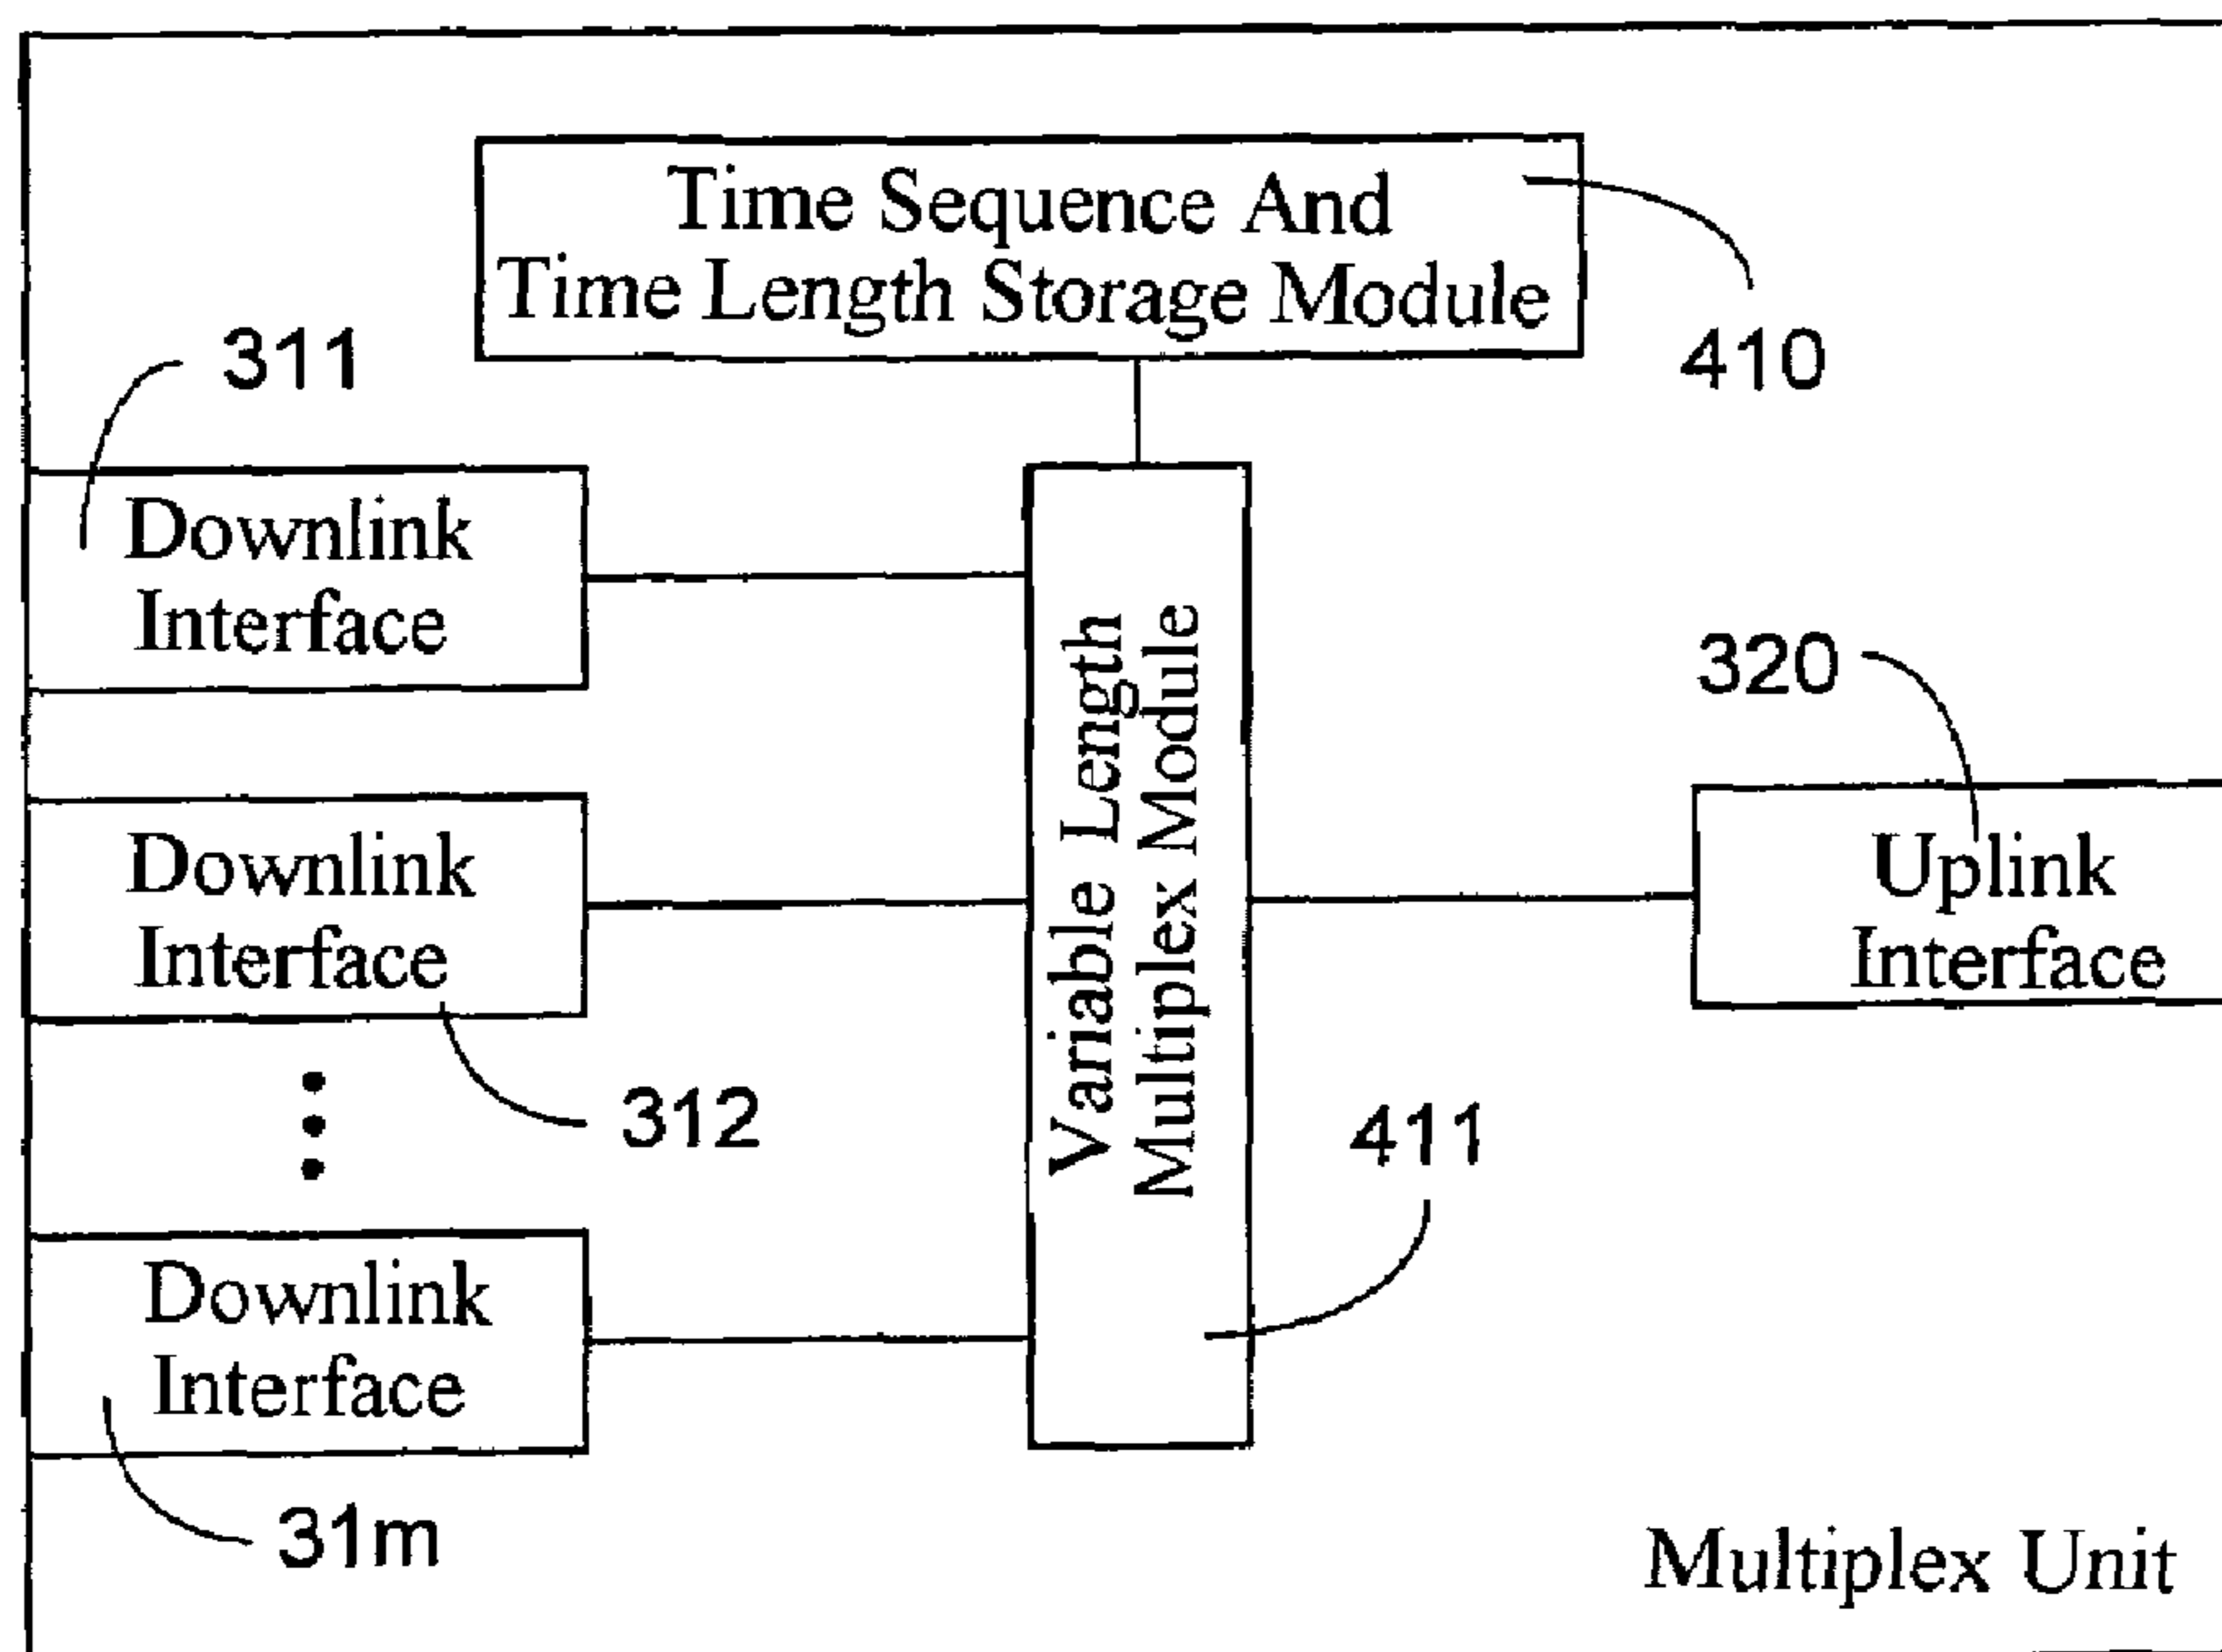 Time Sequence And
Time Length Storage Module
410
311
Downlink
Interface
Variable Length
Multiplex Module
320
Downlink
Interface
Uplink
Interface
312
411
Downlink
Interface
31m
Multiplex Unit